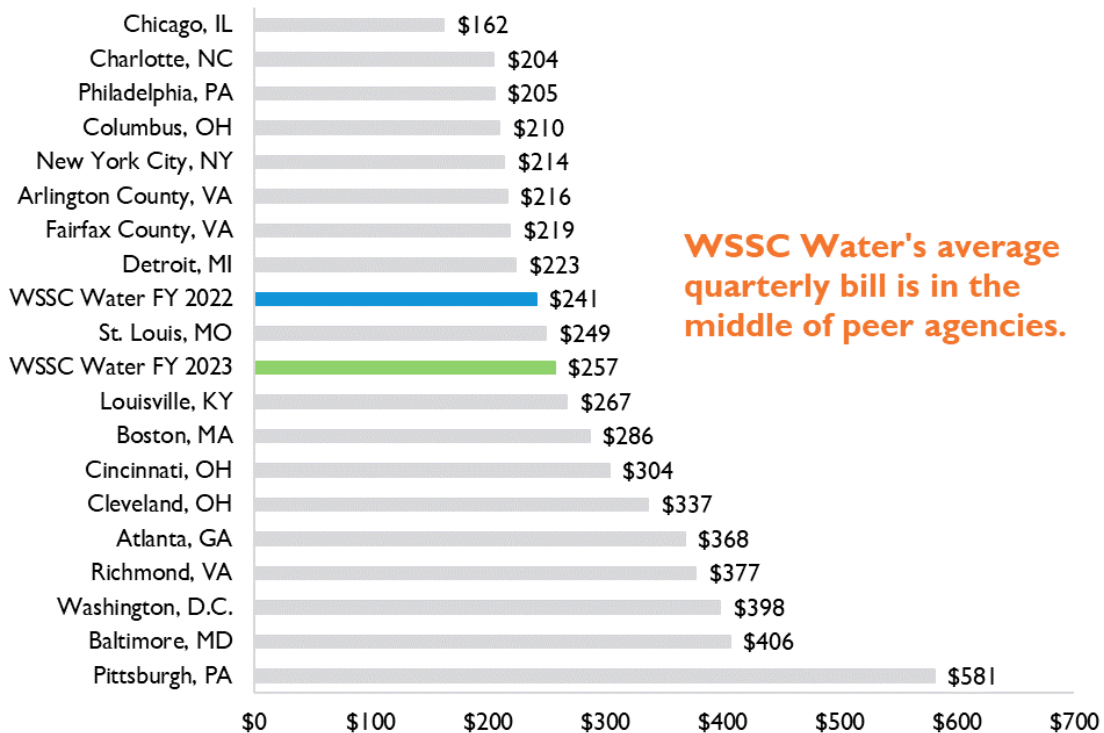 Chicago, IL $162
Charlotte, NC $204
Philadelphia, PA $205
Columbus, OH $210
New York City, NY $214
Arlington County, VA $216
Fairfax County, VA $219
Detroit, MI $223
WSSC Water FY 2022 $241
St. Louis, MO $249
WSSC Water FY 2023 $257
Louisville, KY $267
Boston, MA $286
Cincinnati, OH $304
Cleveland, OH $337
Atlanta, GA $368
Richmond, VA $377
Washington, D.C. $398
Baltimore, MD $406
Pittsburgh, PA $581
$0 $100 $200 $300 $400 $500 $600 $700
WSSC Water's average
quarterly bill is in the
middle of peer agencies.